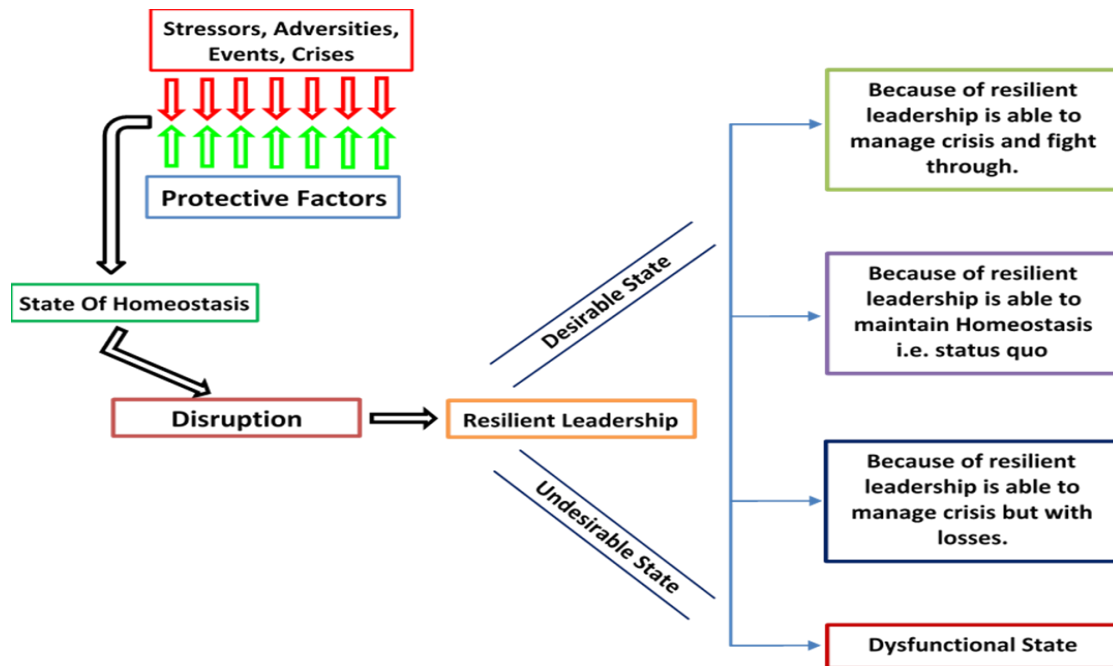 Stressors, Adversities,
Events, Crises
Protective Factors
State Of Homeostasis
Disruption
Resilient Leadership
Desirable State
Undesirable State
Because of resilient
leadership is able to
manage crisis and fight
through.
Because of resilient
leadership is able to
maintain Homeostasis
i.e. status quo
Because of resilient
leadership is able to
manage crisis but with
losses.
Dysfunctional State